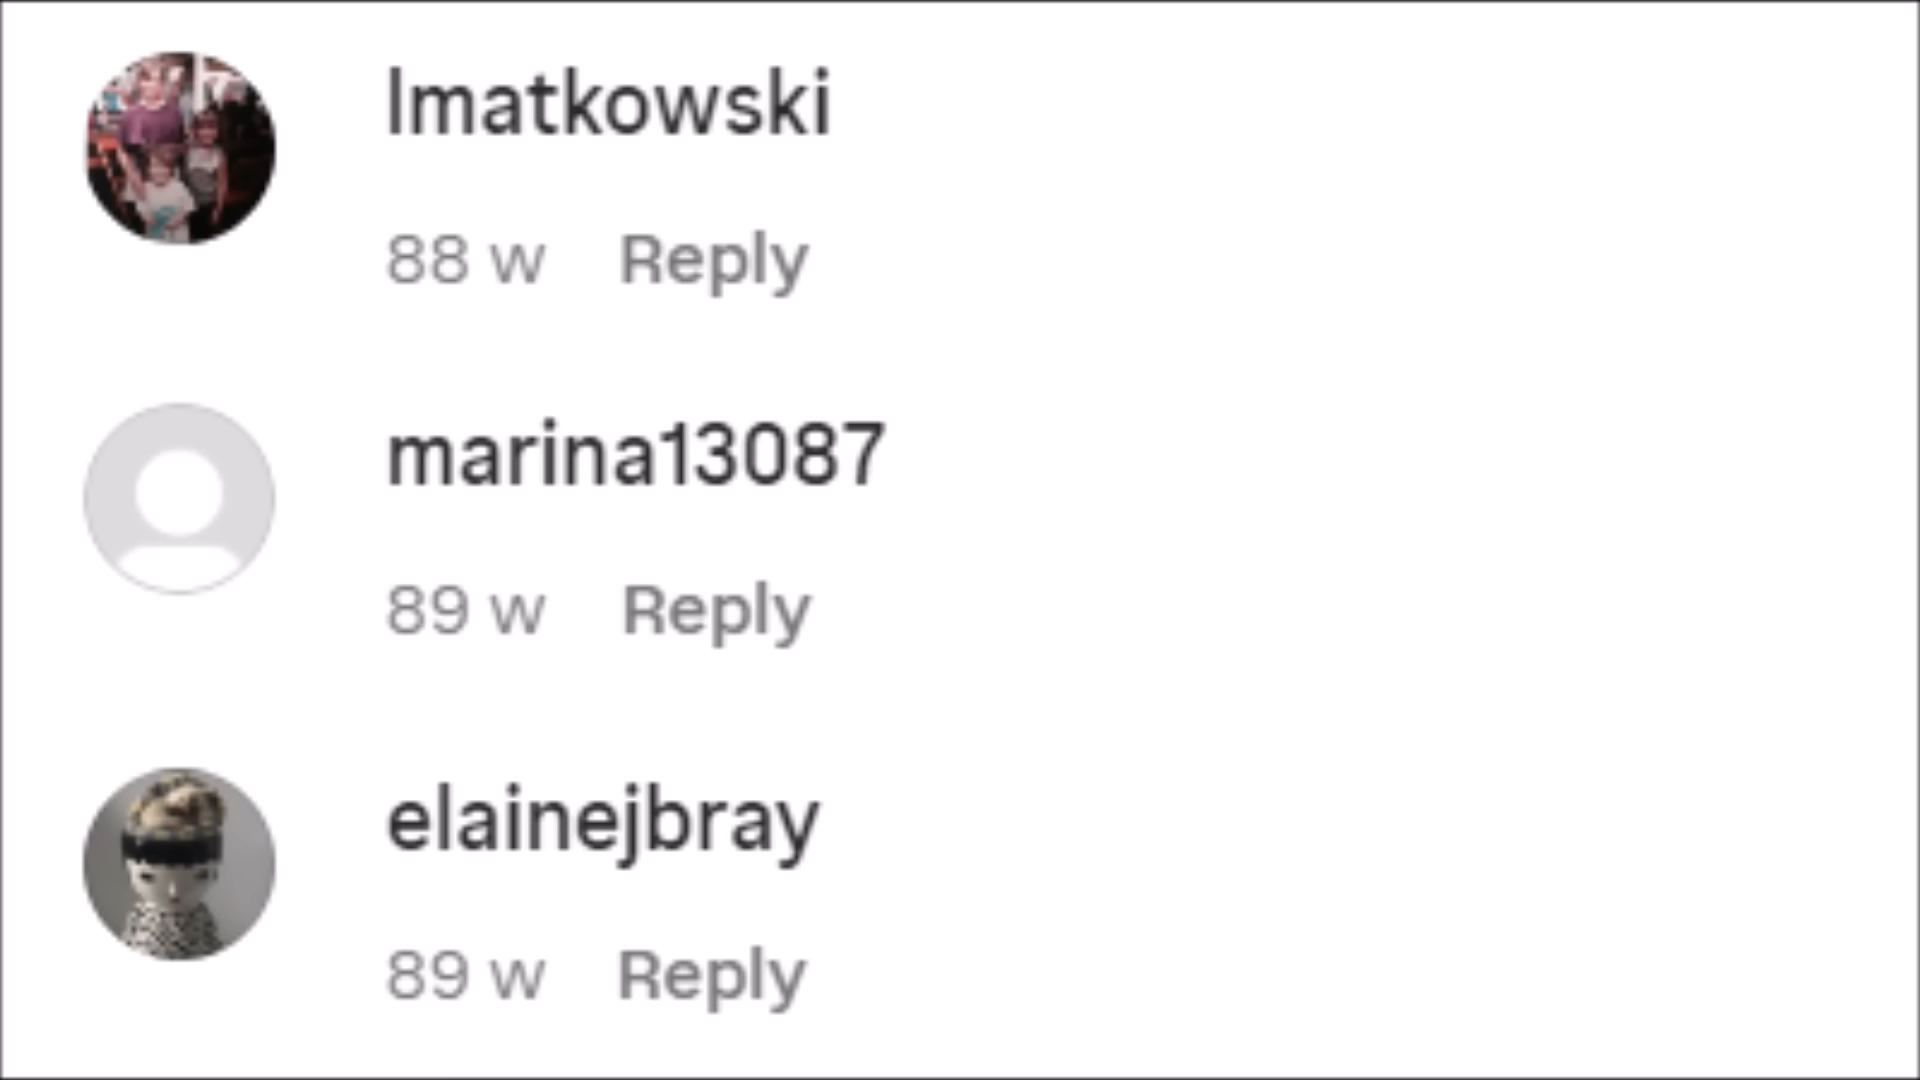 lmatkowski
88 w Reply
marina13087
89 w Reply
elainejbray
89 w Reply